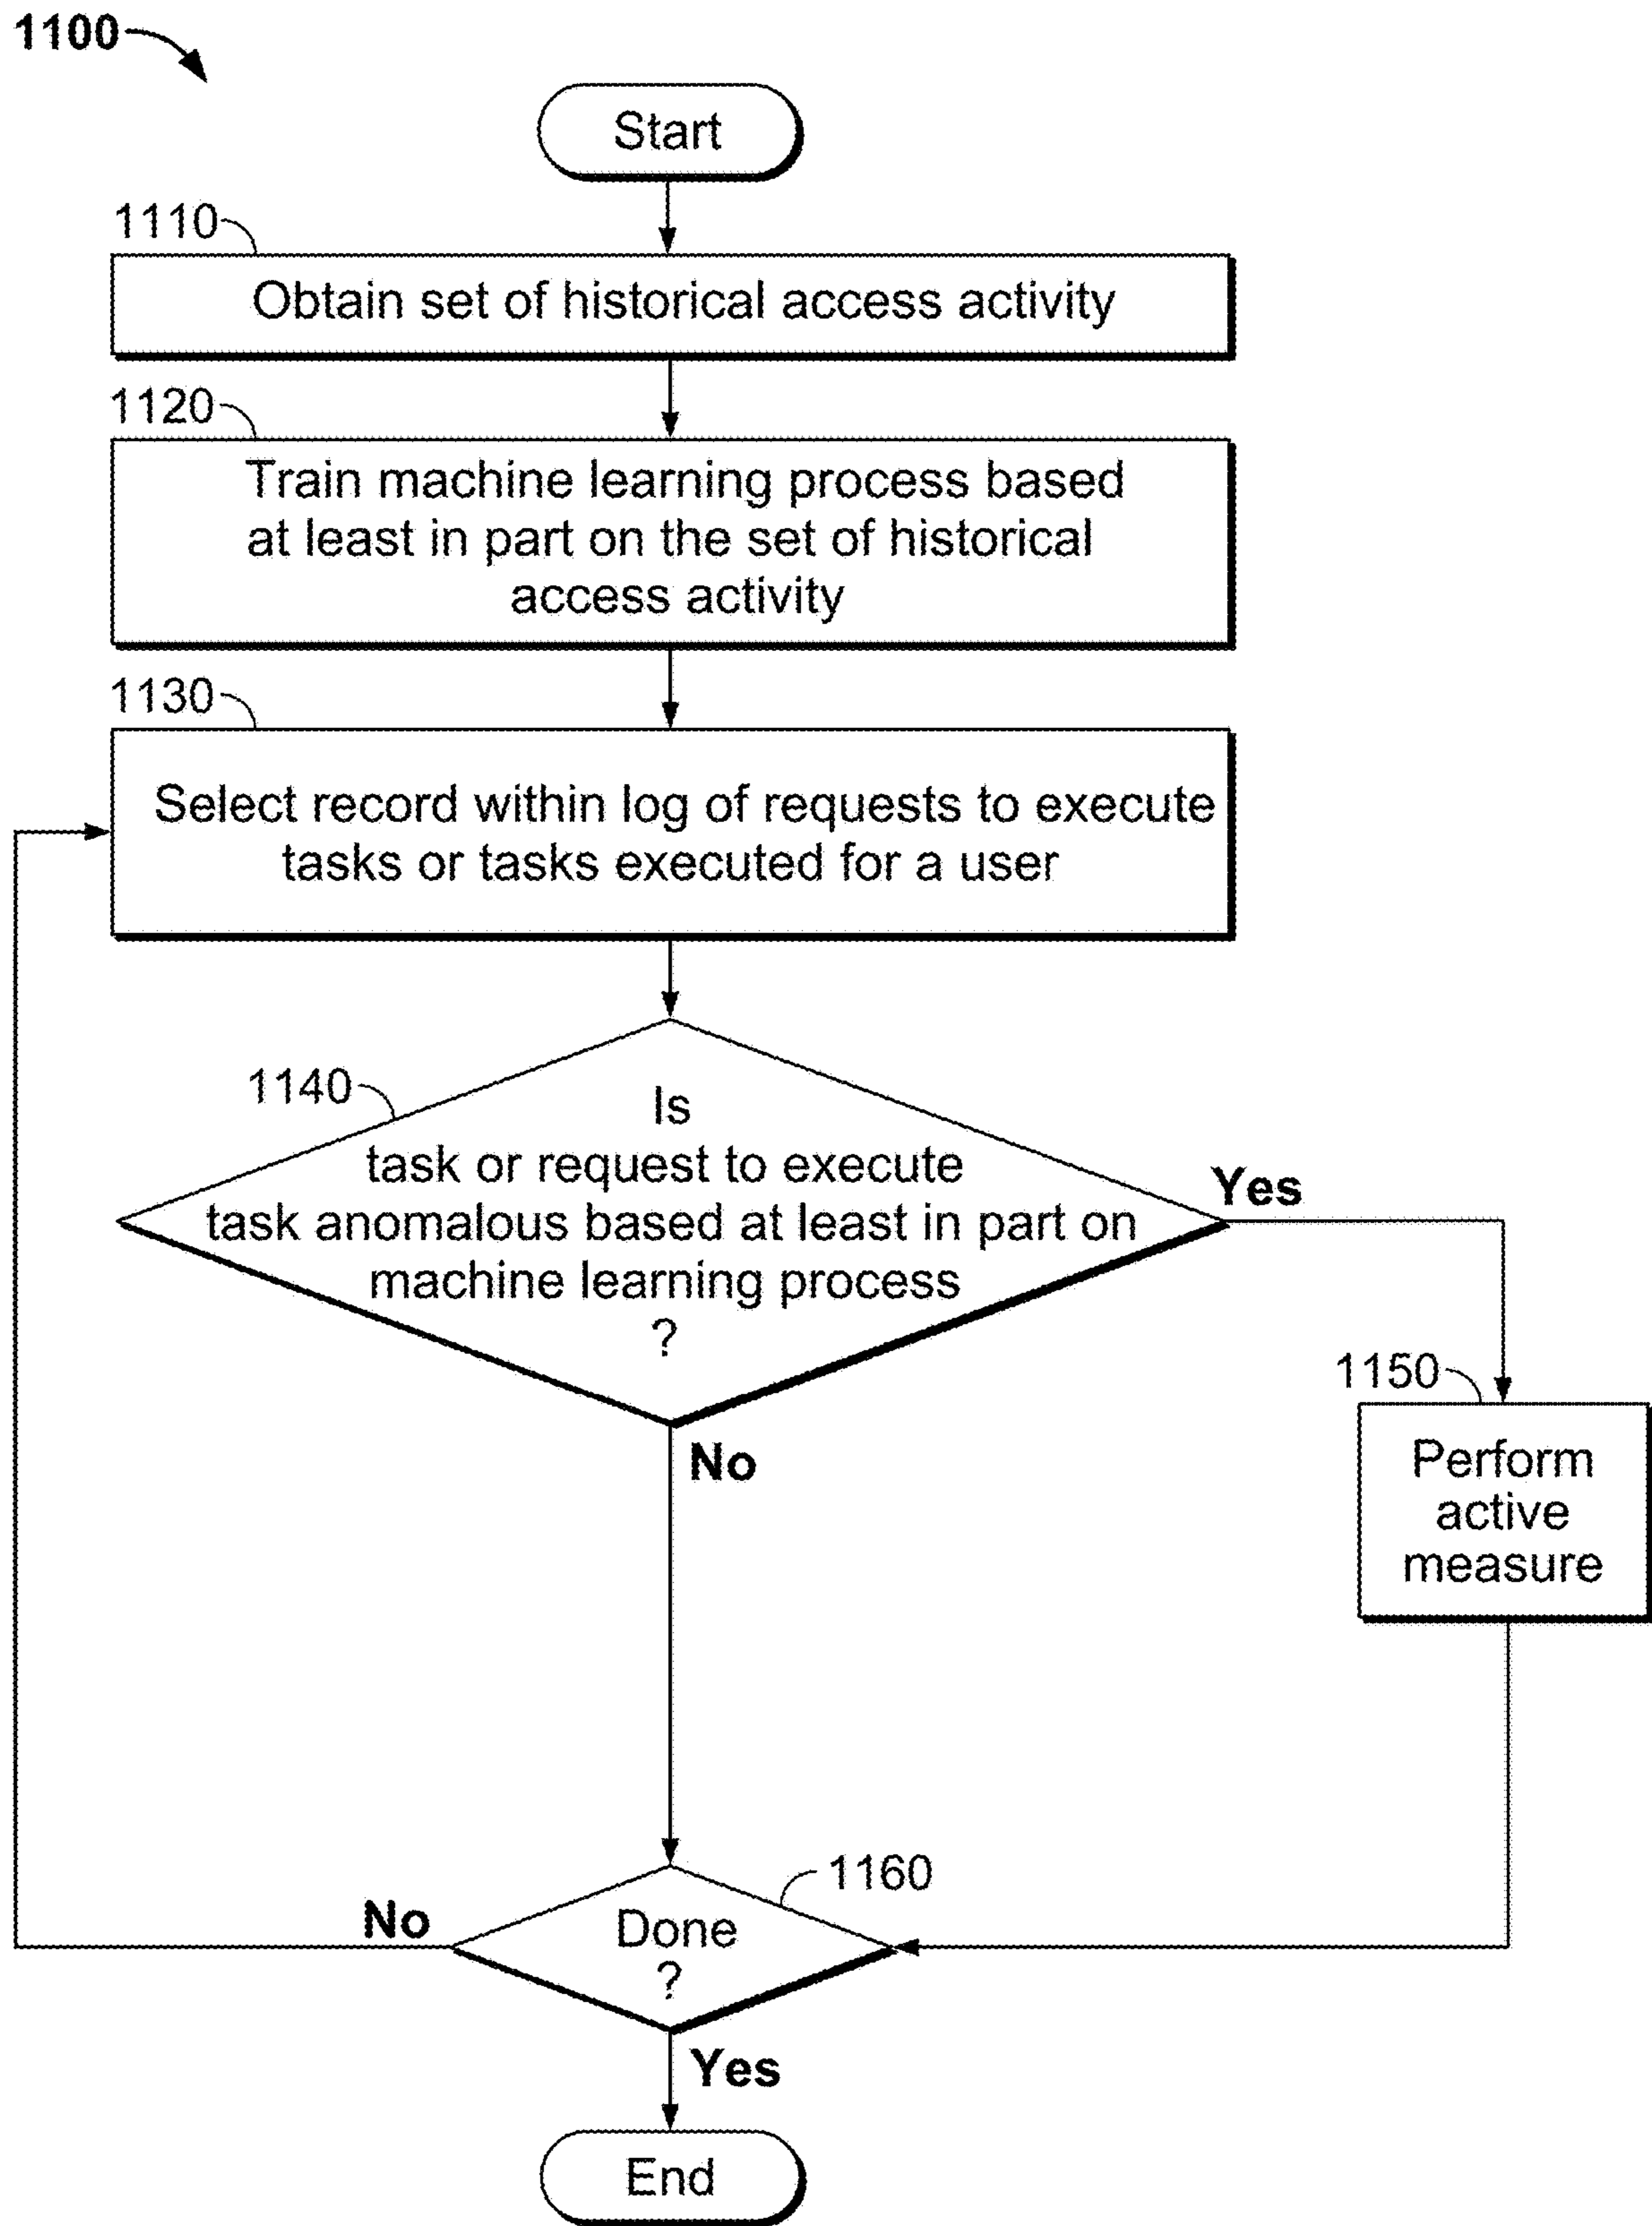 1100
Start
1110
Obtain set of historical access activity
1120
Train machine learning process based
at least in part on the set of historical
access activity
1130
Select record within log of requests to execute
tasks or tasks executed for a user
1140
Is
task or request to execute
task anomalous based at least in part on
machine learning process
?
Yes
No
1150
Perform
active
measure
1160
Done
?
No
Yes
End